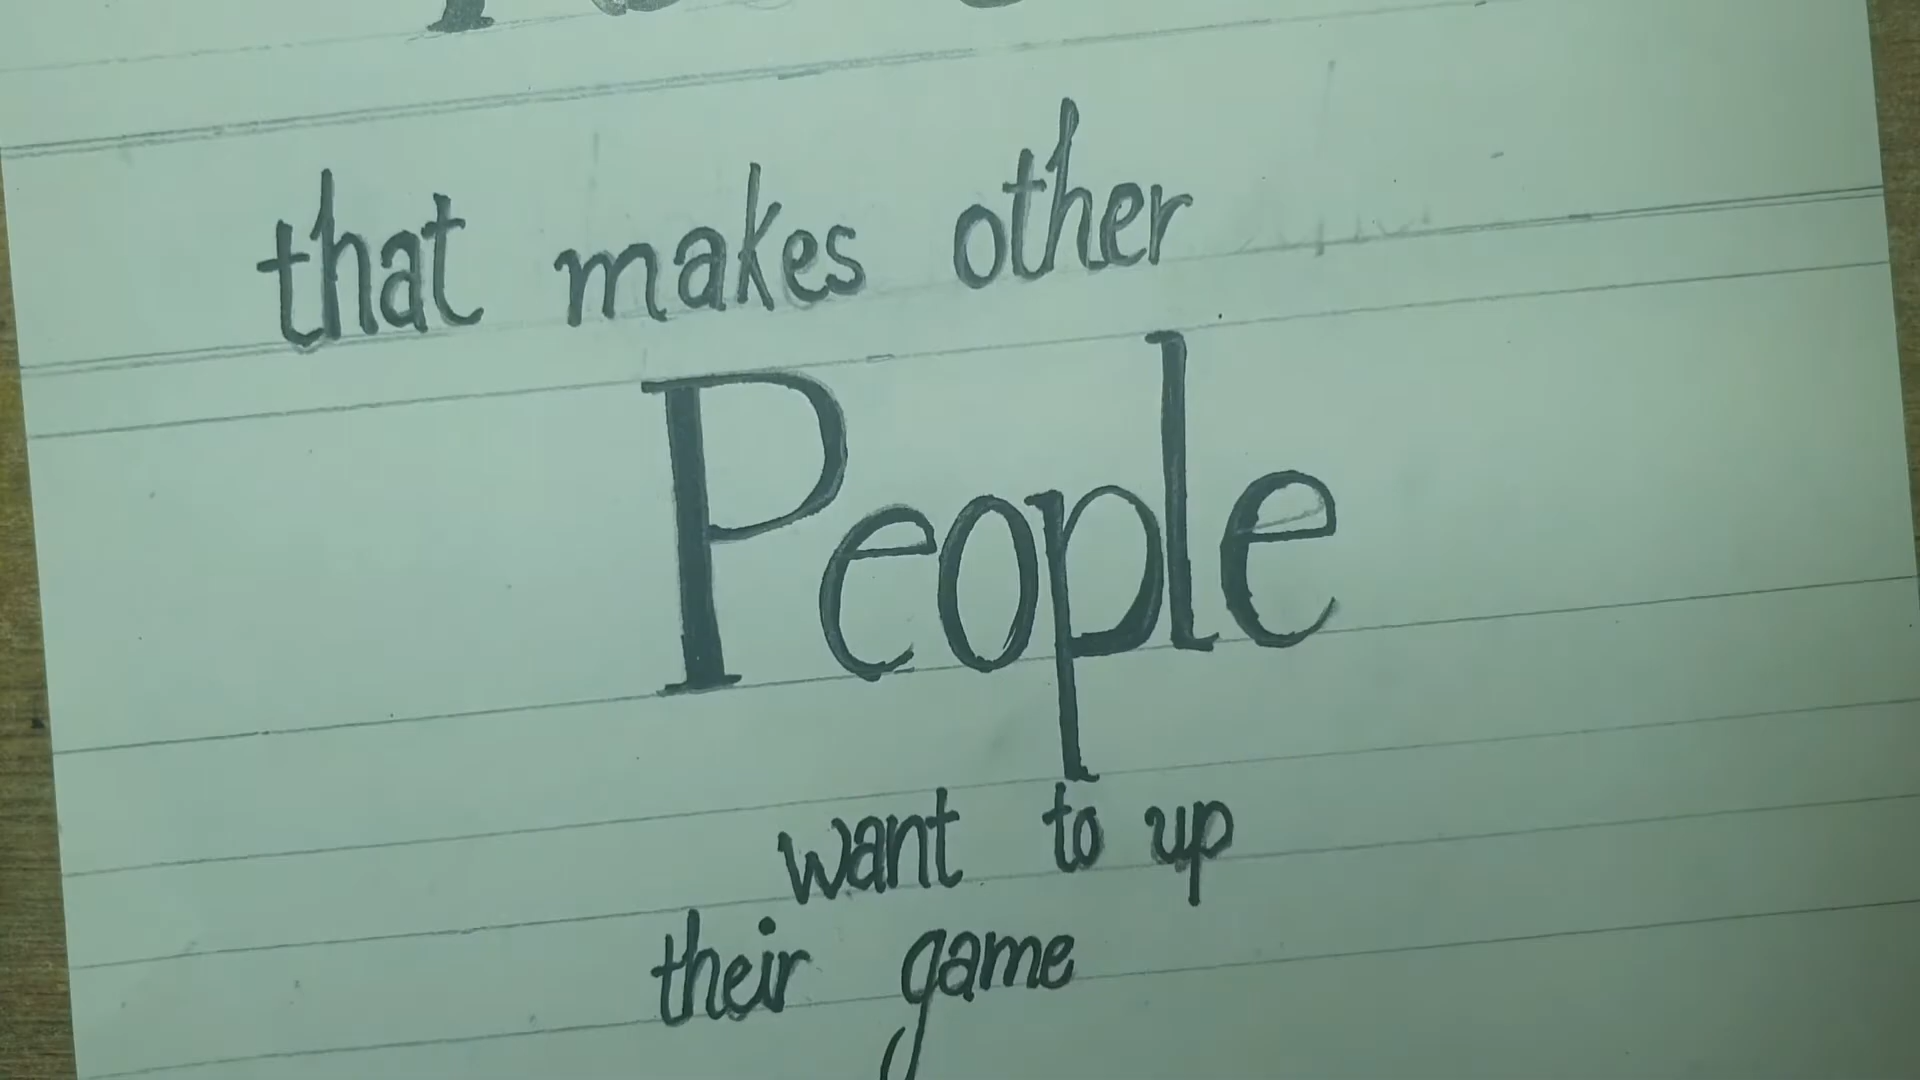 that makes other
People
want to up
their game